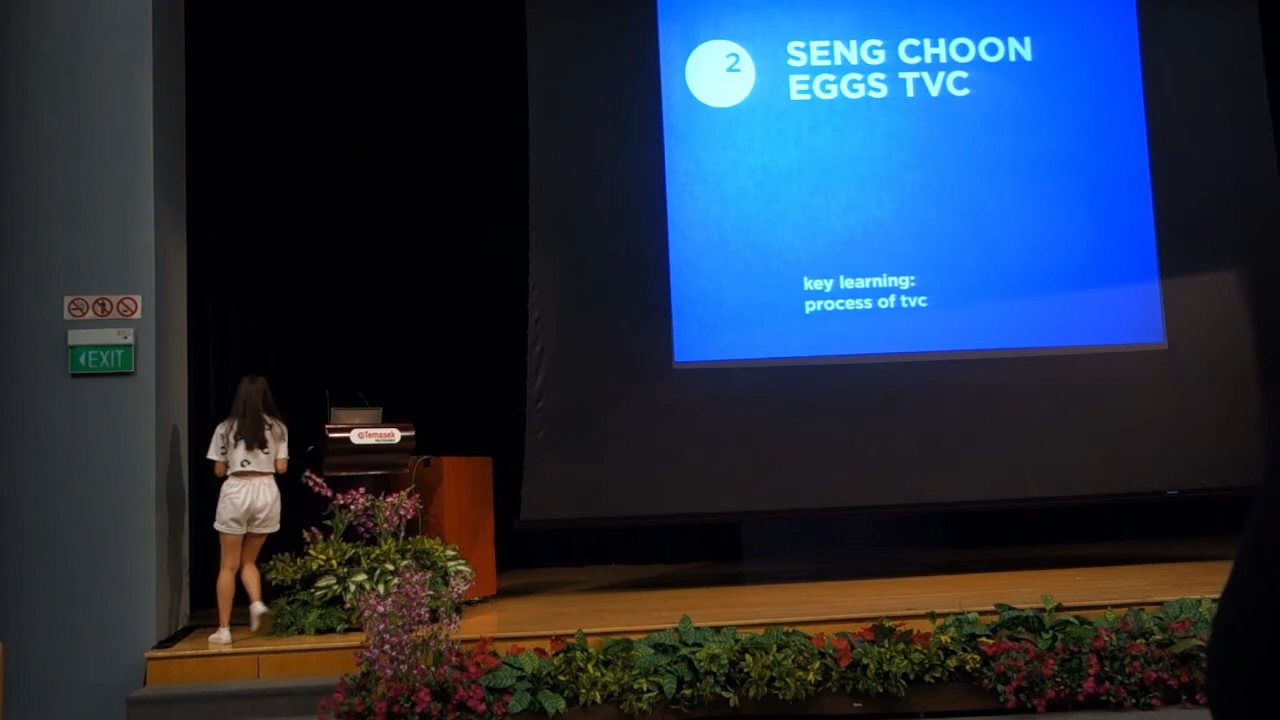 2
SENG CHOON
EGGS TVC
key learning:
process of tvc
EXIT
Temasek